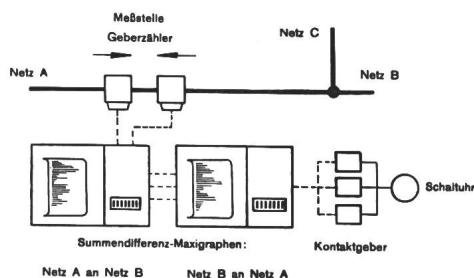 Meßstelle
Geberzähler
Netz C
Netz A
Netz B
Schaltuhr
Summendifferenz-Maxigraphen:
Kontaktgeber
Netz A an Netz B
Netz B an Netz A